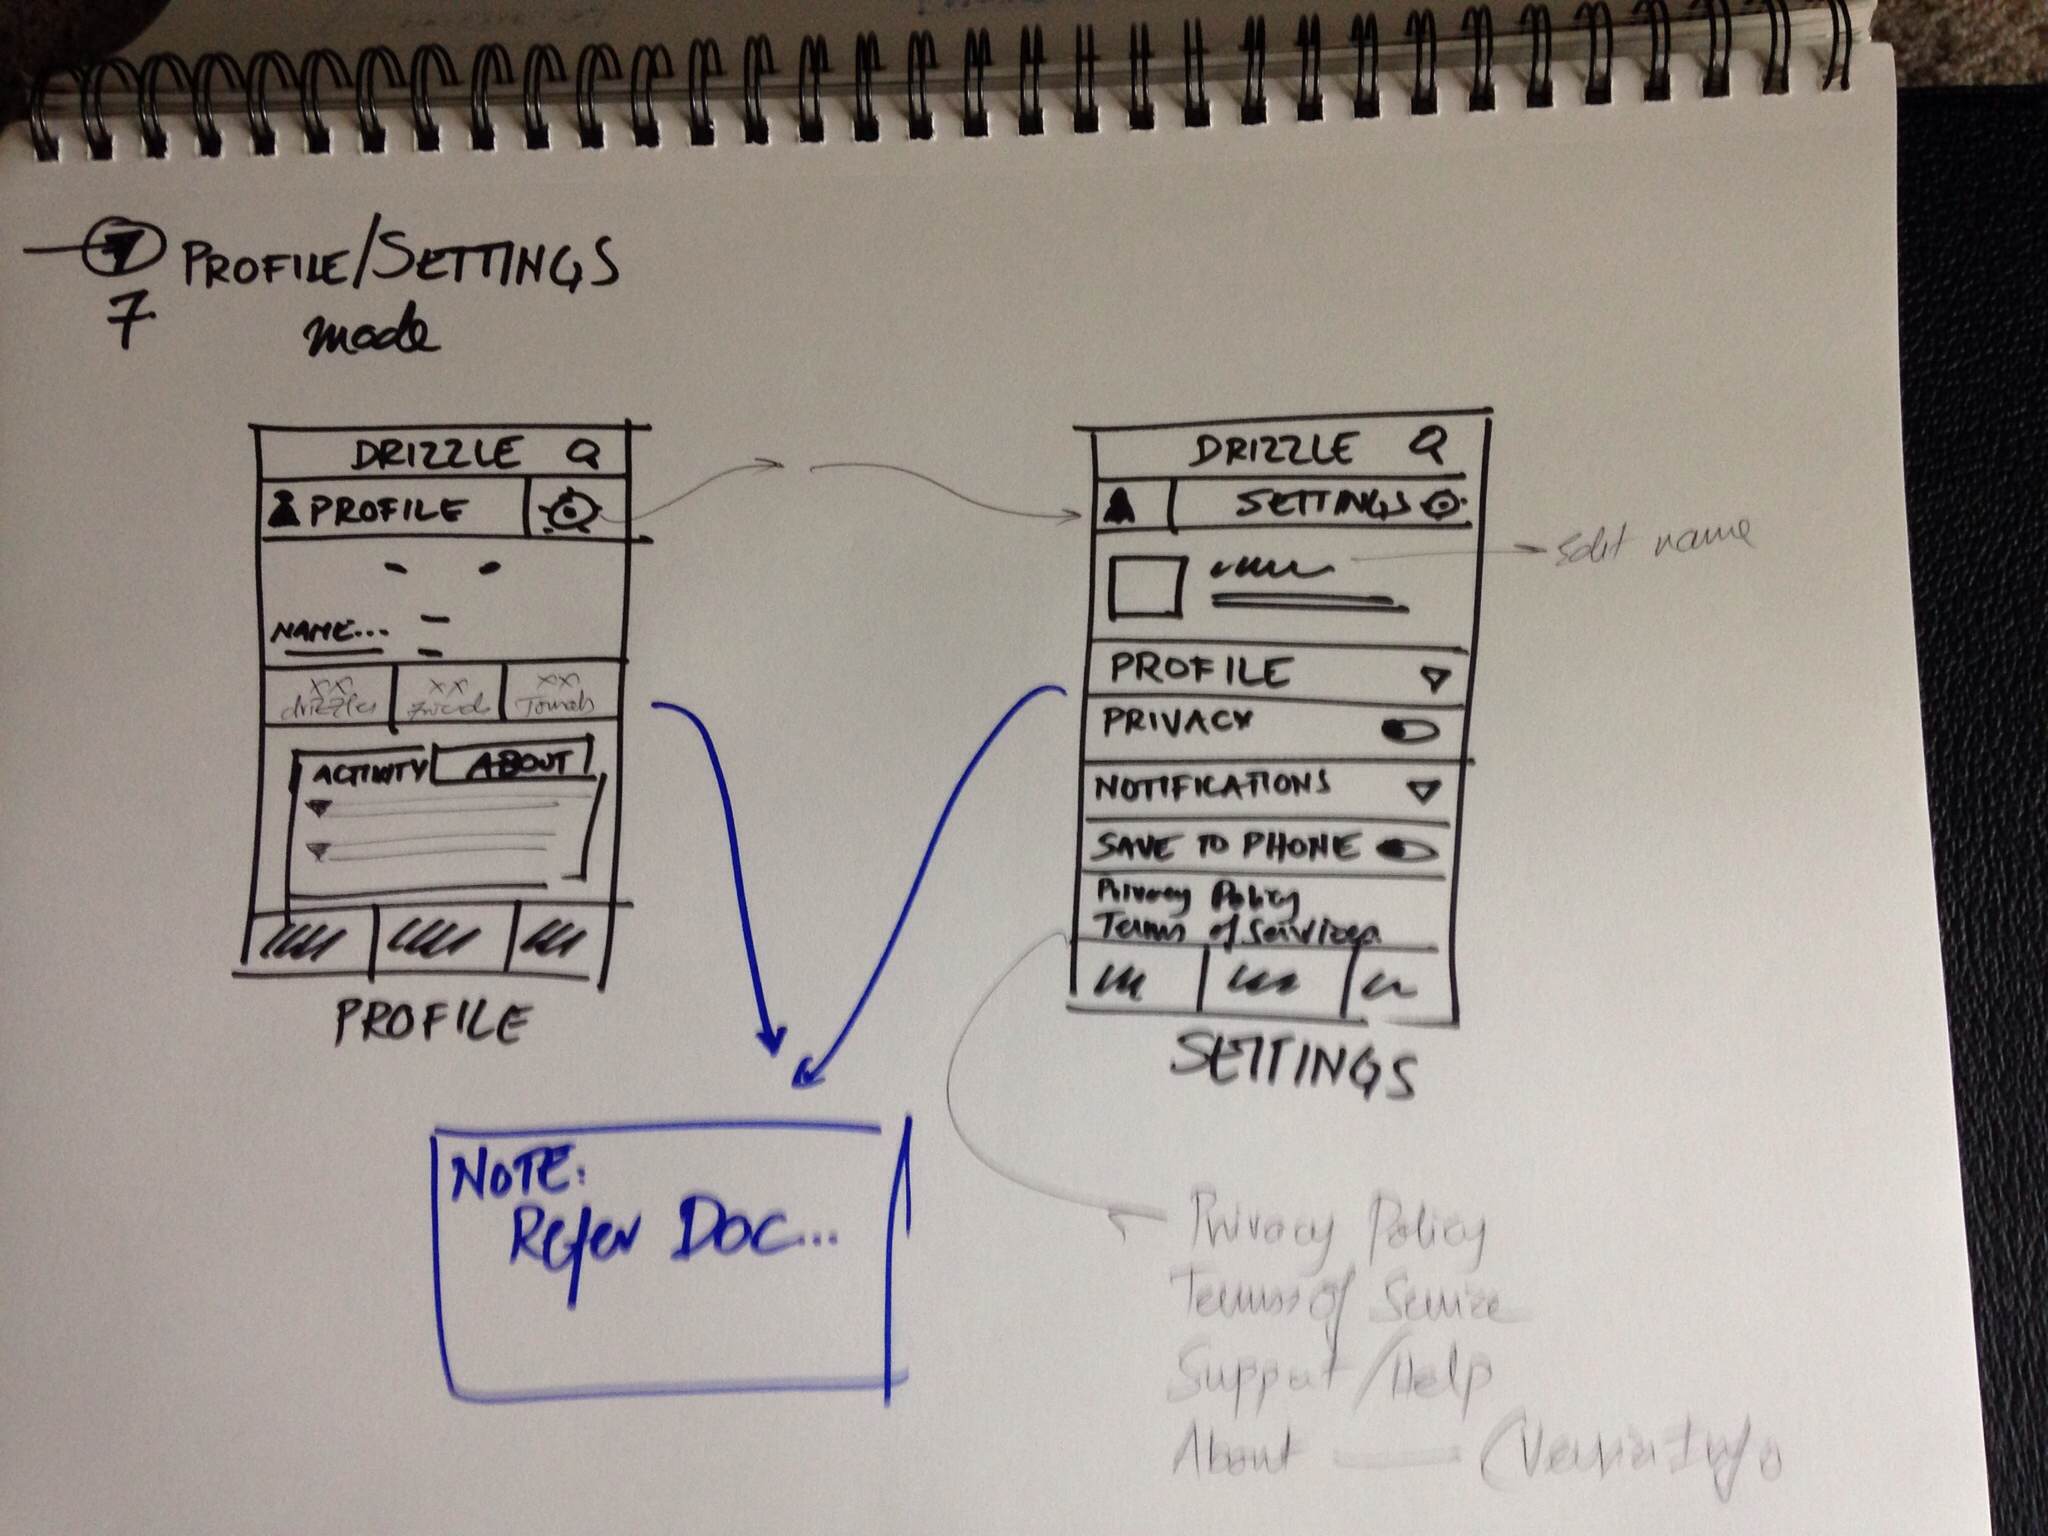 7 PROFILE/SETTINGS
mode
DRIZZLE
PROFILE
NAME...
xx xx xx
drizzles friends
ACTIVITY ABOUT
PROFILE
DRIZZLE
SETTINGS
Edit name
PROFILE
PRIVACY
NOTIFICATIONS
SAVE TO PHONE
Privacy Policy
Terms of Services
SETTINGS
NOTE:
Refer DOC...
Privacy Policy
Terms of Service
Support/Help
About (Version Info